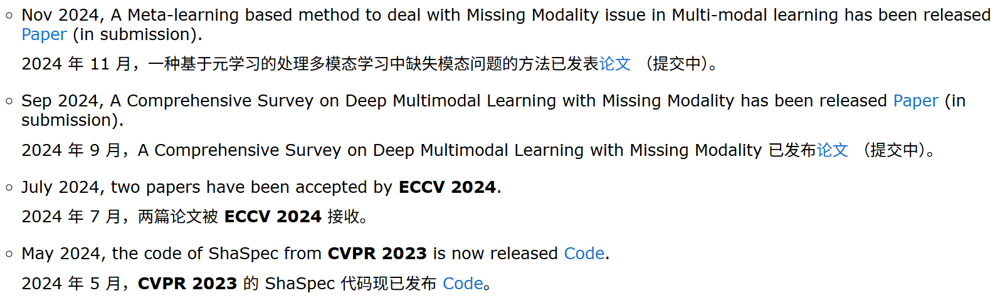 Nov 2024, A Meta-learning based method to deal with Missing Modality issue in Multi-modal learning has been released
Paper (in submission).
2024 年 11 月，一种基于元学习的处理多模态学习中缺失模态问题的方法已发表论文 （提交中）。
Sep 2024, A Comprehensive Survey on Deep Multimodal Learning with Missing Modality has been released Paper (in
submission).
2024 年 9 月，A Comprehensive Survey on Deep Multimodal Learning with Missing Modality 已发布论文 （提交中）。
July 2024, two papers have been accepted by ECCV 2024.
2024 年 7 月，两篇论文被 ECCV 2024 接收。
May 2024, the code of ShaSpec from CVPR 2023 is now released Code.
2024 年 5 月，CVPR 2023 的 ShaSpec 代码现已发布 Code。